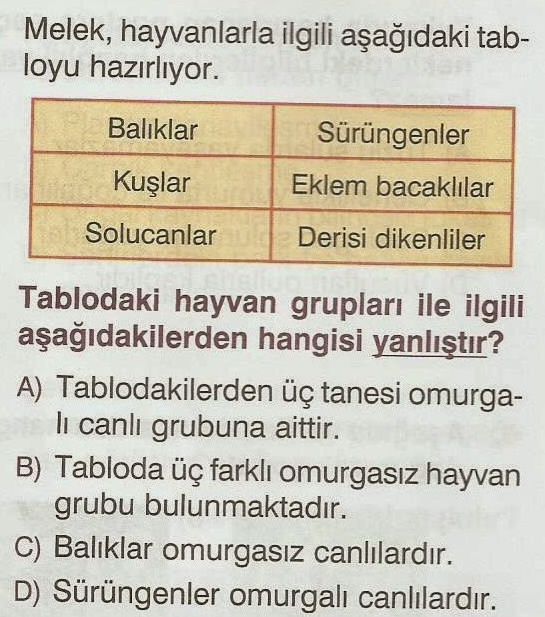 Melek, hayvanlarla ilgili aşağıdaki tab-
loyu hazırlıyor.
Balıklar Sürüngenler
Kuşlar Eklem bacaklılar
Solucanlar Derisi dikenliler
Tablodaki hayvan grupları ile ilgili
aşağıdakilerden hangisi yanlıştır?
A) Tablodakilerden üç tanesi omurga-
lı canlı grubuna aittir.
B) Tabloda üç farklı omurgasız hayvan
grubu bulunmaktadır.
C) Balıklar omurgasız canlılardır.
D) Sürüngenler omurgalı canlılardır.